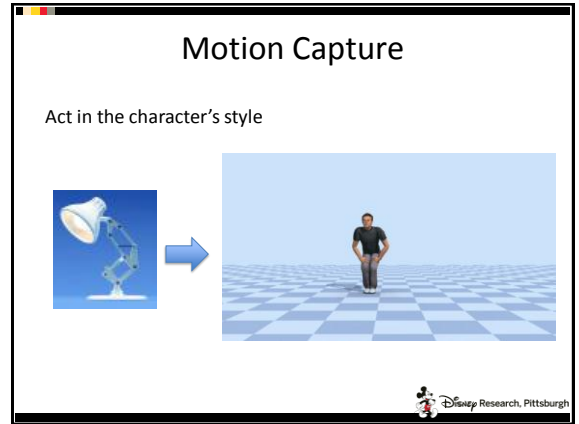 Motion Capture
Act in the character's style
Disney Research, Pittsburgh